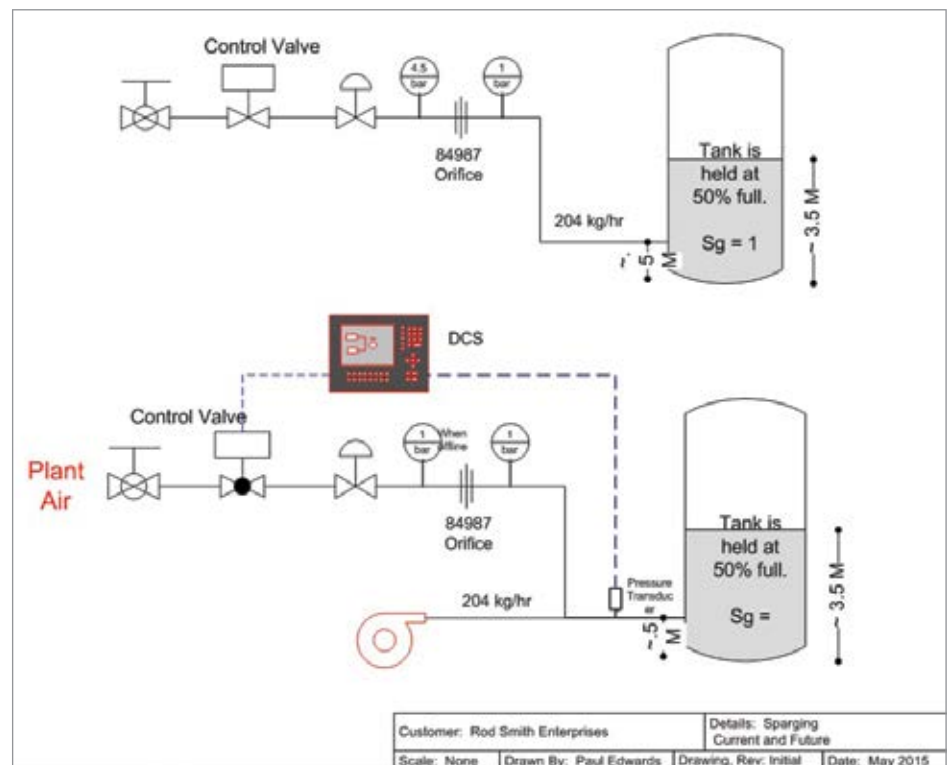 Control Valve
4.5
bar
1
bar
84987
Orifice
Tank is
held at
50% full.
Sg = 1
204 kg/hr
~.5 M
~ 3.5 M
DCS
Control Valve
Plant
Air
1
bar
When
offline
1
bar
84987
Orifice
Tank is
held at
50% full.
Sg =
204 kg/hr
Pressure
Transduc
er
~.5 M
~ 3.5 M
Customer: Rod Smith Enterprises
Details: Sparging
Current and Future
Scale: None
Drawn By: Paul Edwards
Drawing, Rev: Initial
Date: May 2015